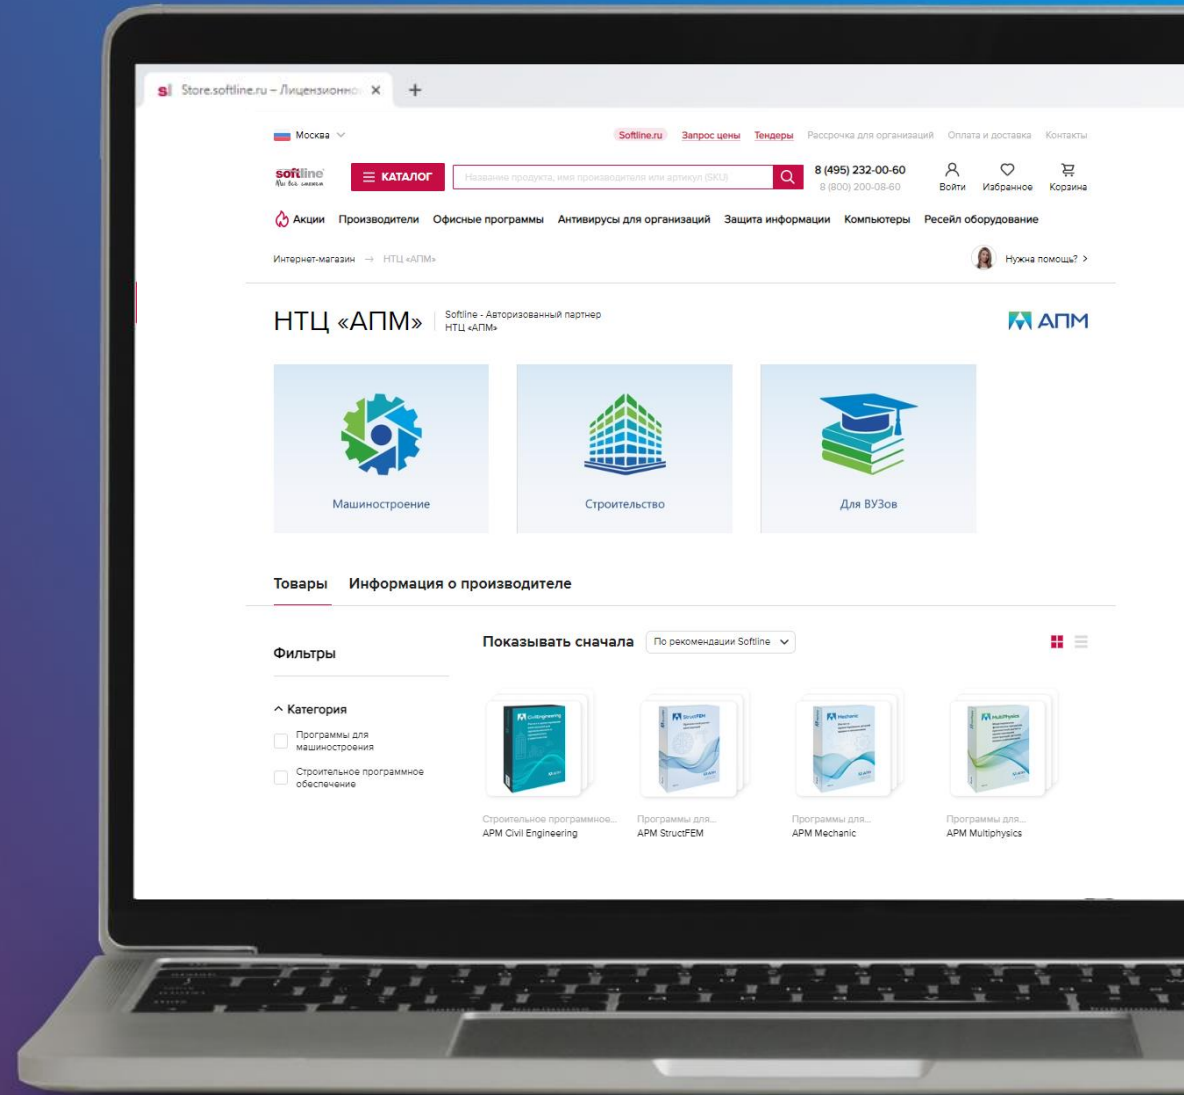 Store.softline.ru – Лицензионно
Москва
Softline.ru Запрос цены Тендеры Рассрочка для организаций Оплата и доставка Контакты
softline
КАТАЛОГ
Название продукта, имя производителя или артикул (SKU)
8 (495) 232-00-60
8 (800) 200-08-60
Войти Избранное Корзина
Акции Производители Офисные программы Антивирусы для организаций Защита информации Компьютеры Ресейл оборудование
Интернет-магазин → НТЦ «АПМ»
Нужна помощь? >
НТЦ «АПМ»
Softline - Авторизованный партнер
НТЦ «АПМ»
АПМ
Машиностроение
Строительство
Для ВУЗов
Товары Информация о производителе
Фильтры
Показывать сначала По рекомендации Softline
Категория
Программы для
машиностроения
Строительное программное
обеспечение
CivilEngineering
StructFEM
Mechanic
MultiPhysics
Строительное программное...
APM Civil Engineering
Программы для...
APM StructFEM
Программы для...
APM Mechanic
Программы для...
APM Multiphysics